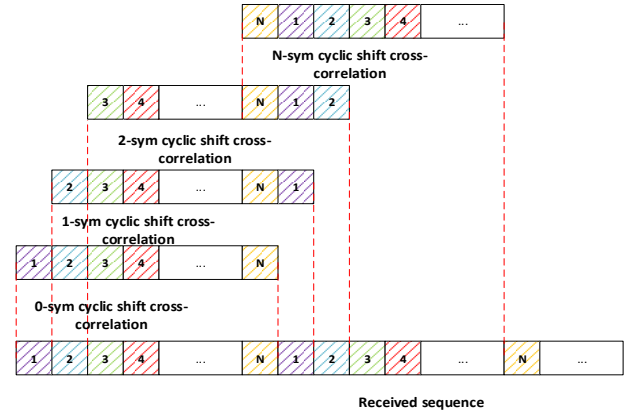 N 1 2 3 4 ...
N-sym cyclic shift cross-
correlation
3 4 ... N 1 2
2-sym cyclic shift cross-
correlation
2 3 4 ... N 1
1-sym cyclic shift cross-
correlation
1 2 3 4 ... N
0-sym cyclic shift cross-
correlation
1 2 3 4 ... N 1 2 3 4 ... N ...
Received sequence